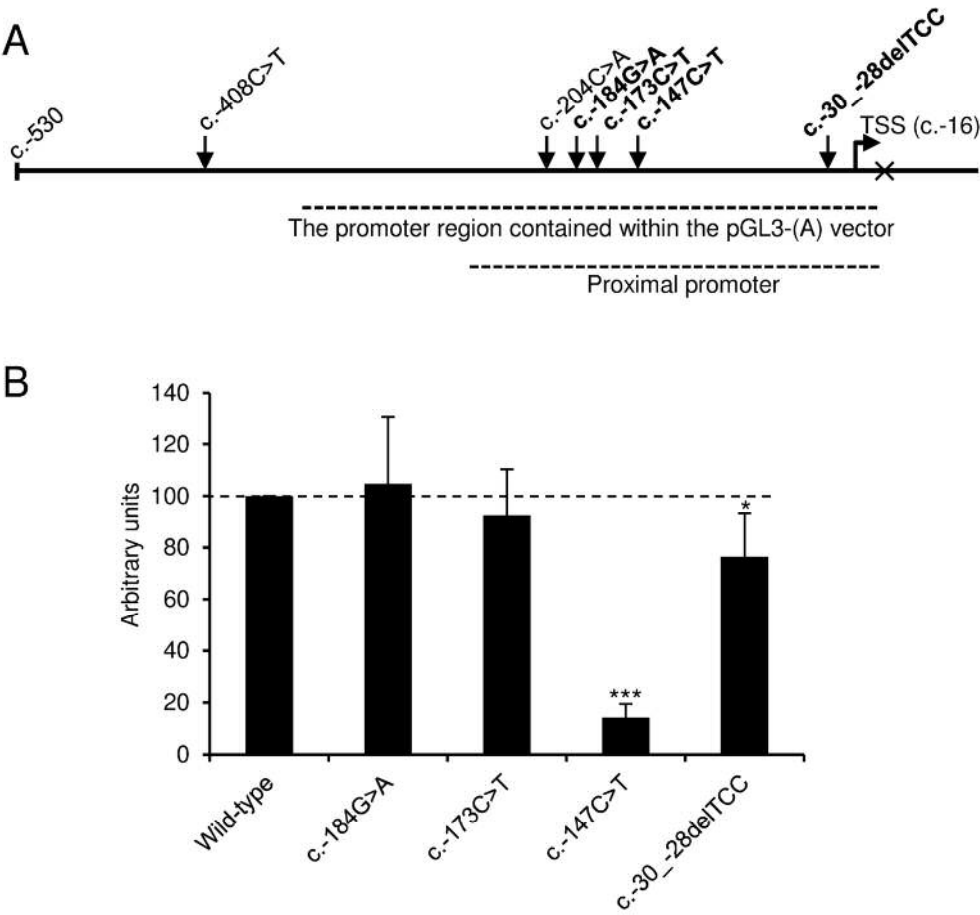 A
c.-530
c.-408C>T
c.-204C>A
c.-184G>A
c.-173C>T
c.-147C>T
c.-30_-28delTCC
TSS (c.-16)
The promoter region contained within the pGL3-(A) vector
Proximal promoter
B
Arbitrary units
140
120
100
80
60
40
20
0
*
***
Wild-type
c.-184G>A
c.-173C>T
c.-147C>T
c.-30_-28delTCC